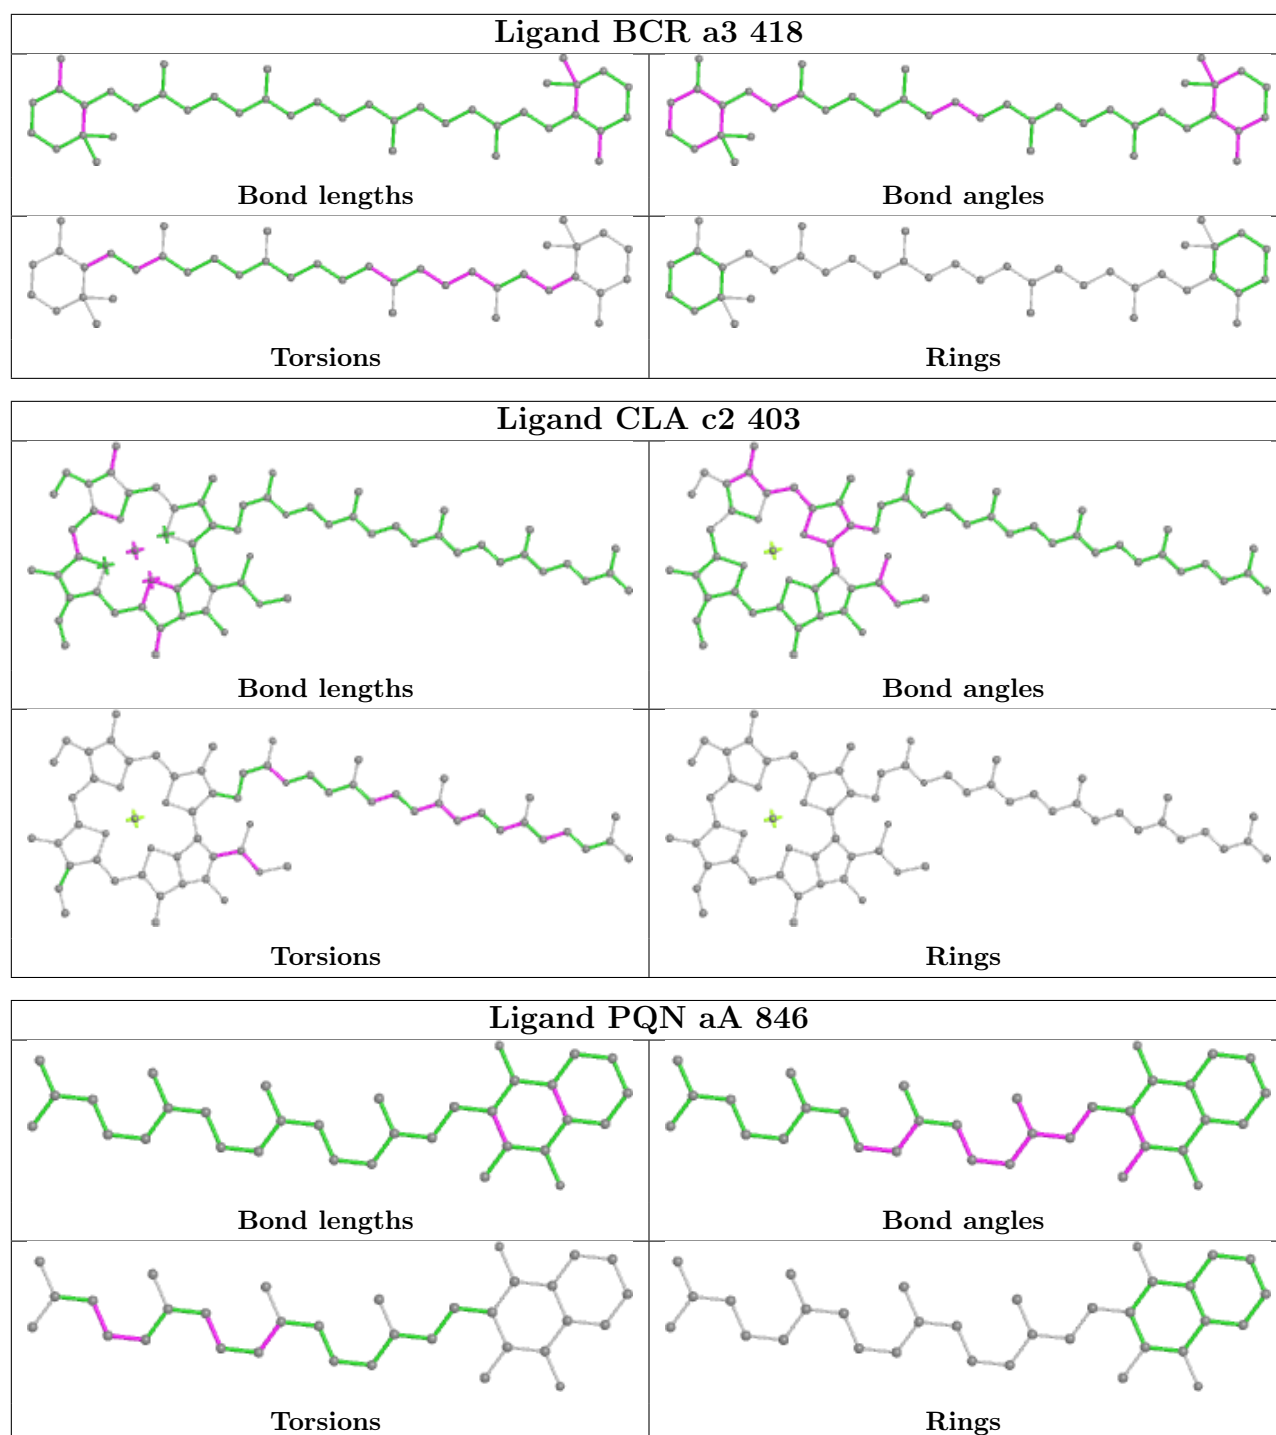 Ligand BCR a3 418
Bond lengths
Bond angles
Torsions
Rings
Ligand CLA c2 403
Bond lengths
Bond angles
Torsions
Rings
Ligand PQN aA 846
Bond lengths
Bond angles
Torsions
Rings